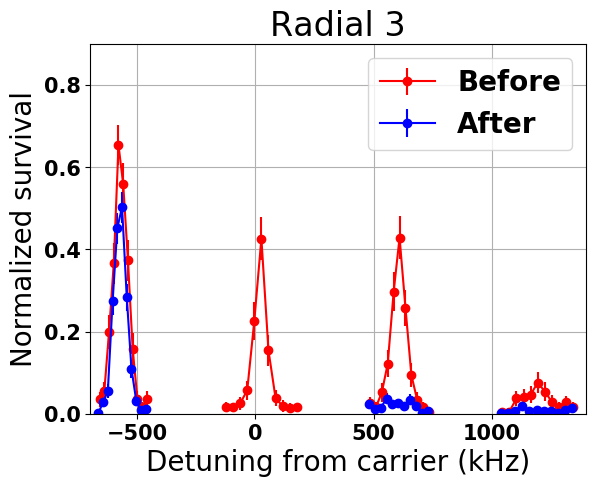 Radial 3
Normalized survival
0.8
0.6
0.4
0.2
0.0
Before
After
−500
0
500
1000
Detuning from carrier (kHz)